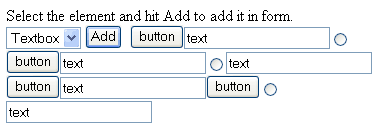 Select the element and hit Add to add it in form.
Textbox Add button text
button text text
button text button
text